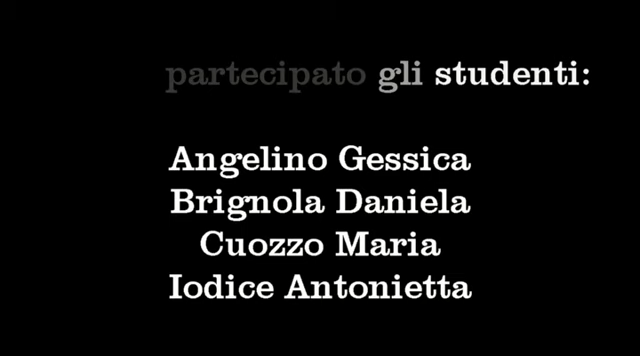 partecipato gli studenti:
Angelino Gessica
Brignola Daniela
Cuozzo Maria
Iodice Antonietta